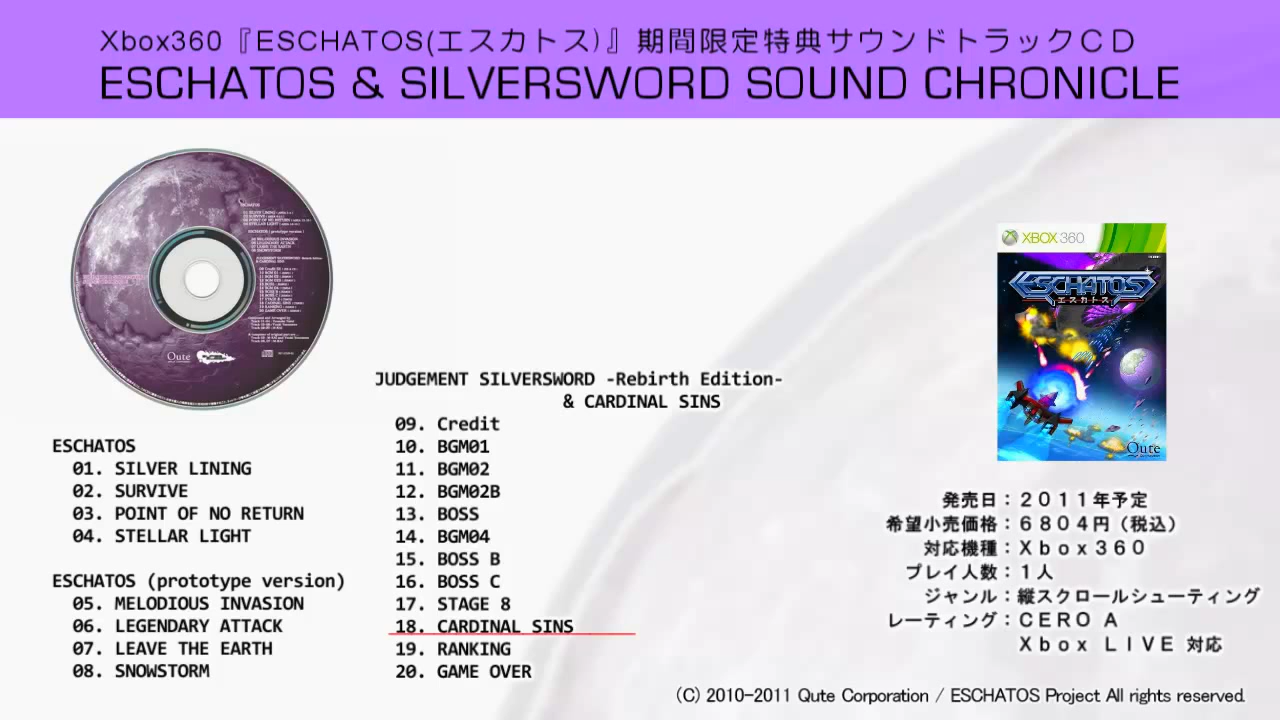 Xbox360『ESCHATOS(エスカトス)』期間限定特典サウンドトラックＣＤ
ESCHATOS & SILVERSWORD SOUND CHRONICLE
Qute
ESCHATOS
01. SILVER LINING
02. SURVIVE
03. POINT OF NO RETURN
04. STELLAR LIGHT
ESCHATOS (prototype version)
05. MELODIOUS INVASION
06. LEGENDARY ATTACK
07. LEAVE THE EARTH
08. SNOWSTORM
JUDGEMENT SILVERSWORD -Rebirth Edition-
& CARDINAL SINS
09. Credit
10. BGM01
11. BGM02
12. BGM02B
13. BOSS
14. BGM04
15. BOSS B
16. BOSS C
17. STAGE 8
18. CARDINAL SINS
19. RANKING
20. GAME OVER
XBOX 360
ESCHATOS
エスカトス
Qute
発売日：２０１１年予定
希望小売価格：６８０４円（税込）
対応機種：Ｘｂｏｘ３６０
プレイ人数：１人
ジャンル：縦スクロールシューティング
レーティング：ＣＥＲＯ Ａ
Ｘｂｏｘ ＬＩＶＥ 対応
(C) 2010-2011 Qute Corporation / ESCHATOS Project All rights reserved.